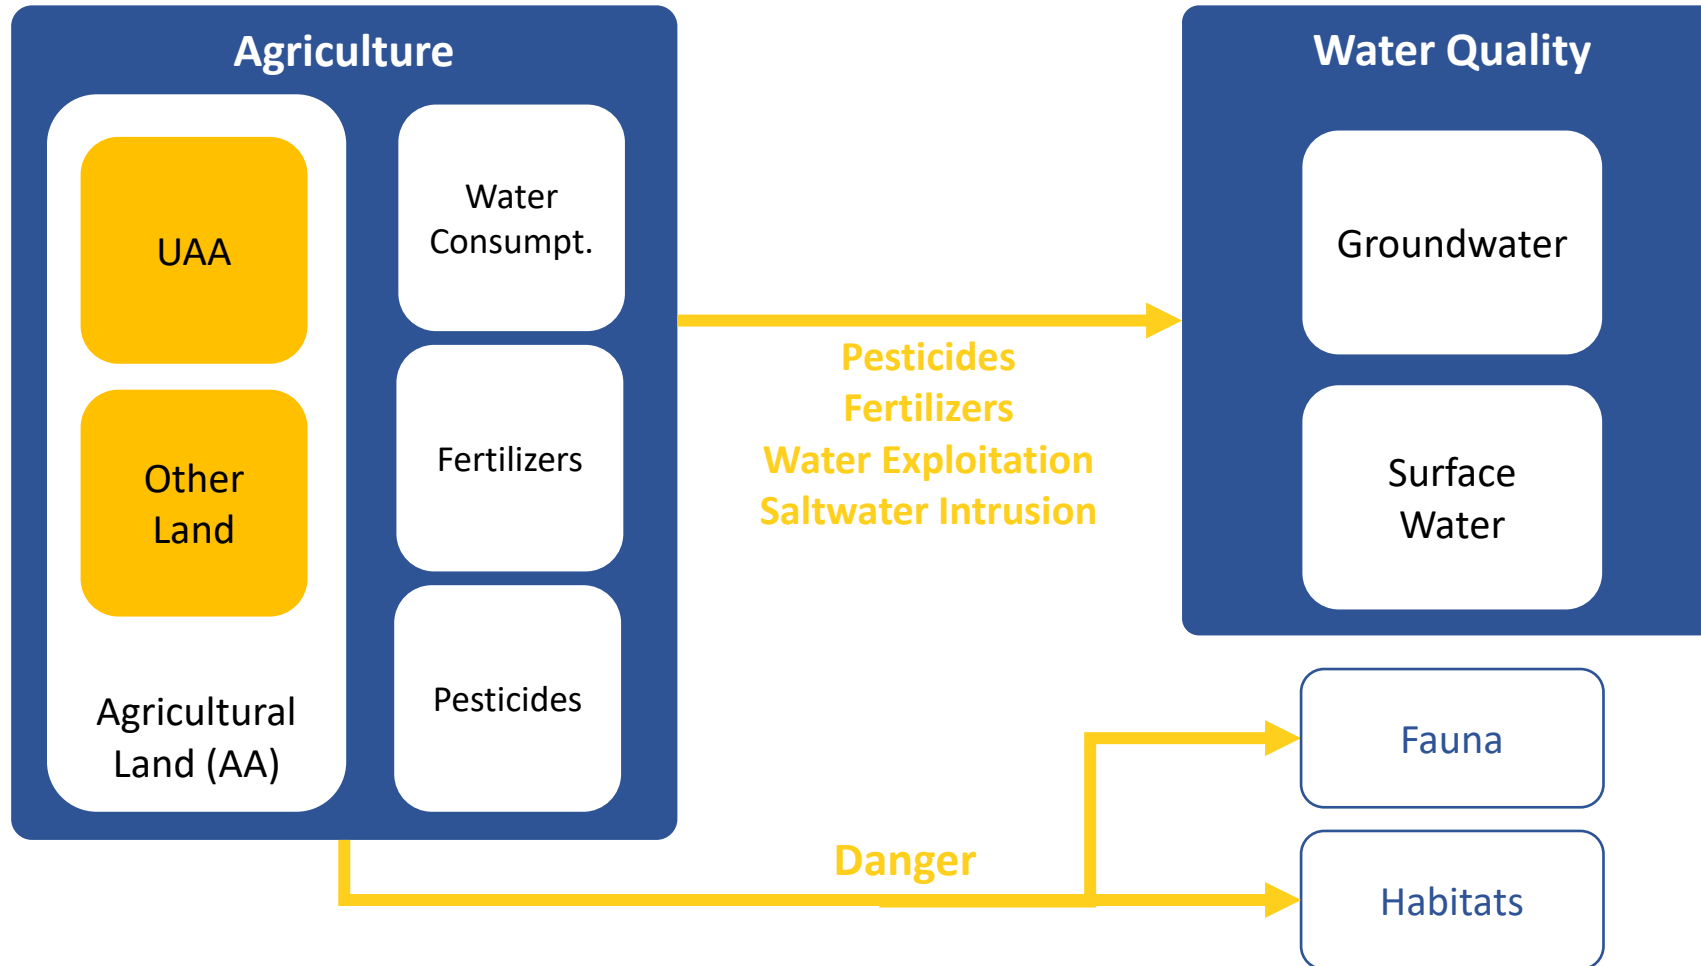 Agriculture
UAA
Other
Land
Agricultural
Land (AA)
Water
Consumpt.
Fertilizers
Pesticides
Pesticides
Fertilizers
Water Exploitation
Saltwater Intrusion
Danger
Water Quality
Groundwater
Surface
Water
Fauna
Habitats